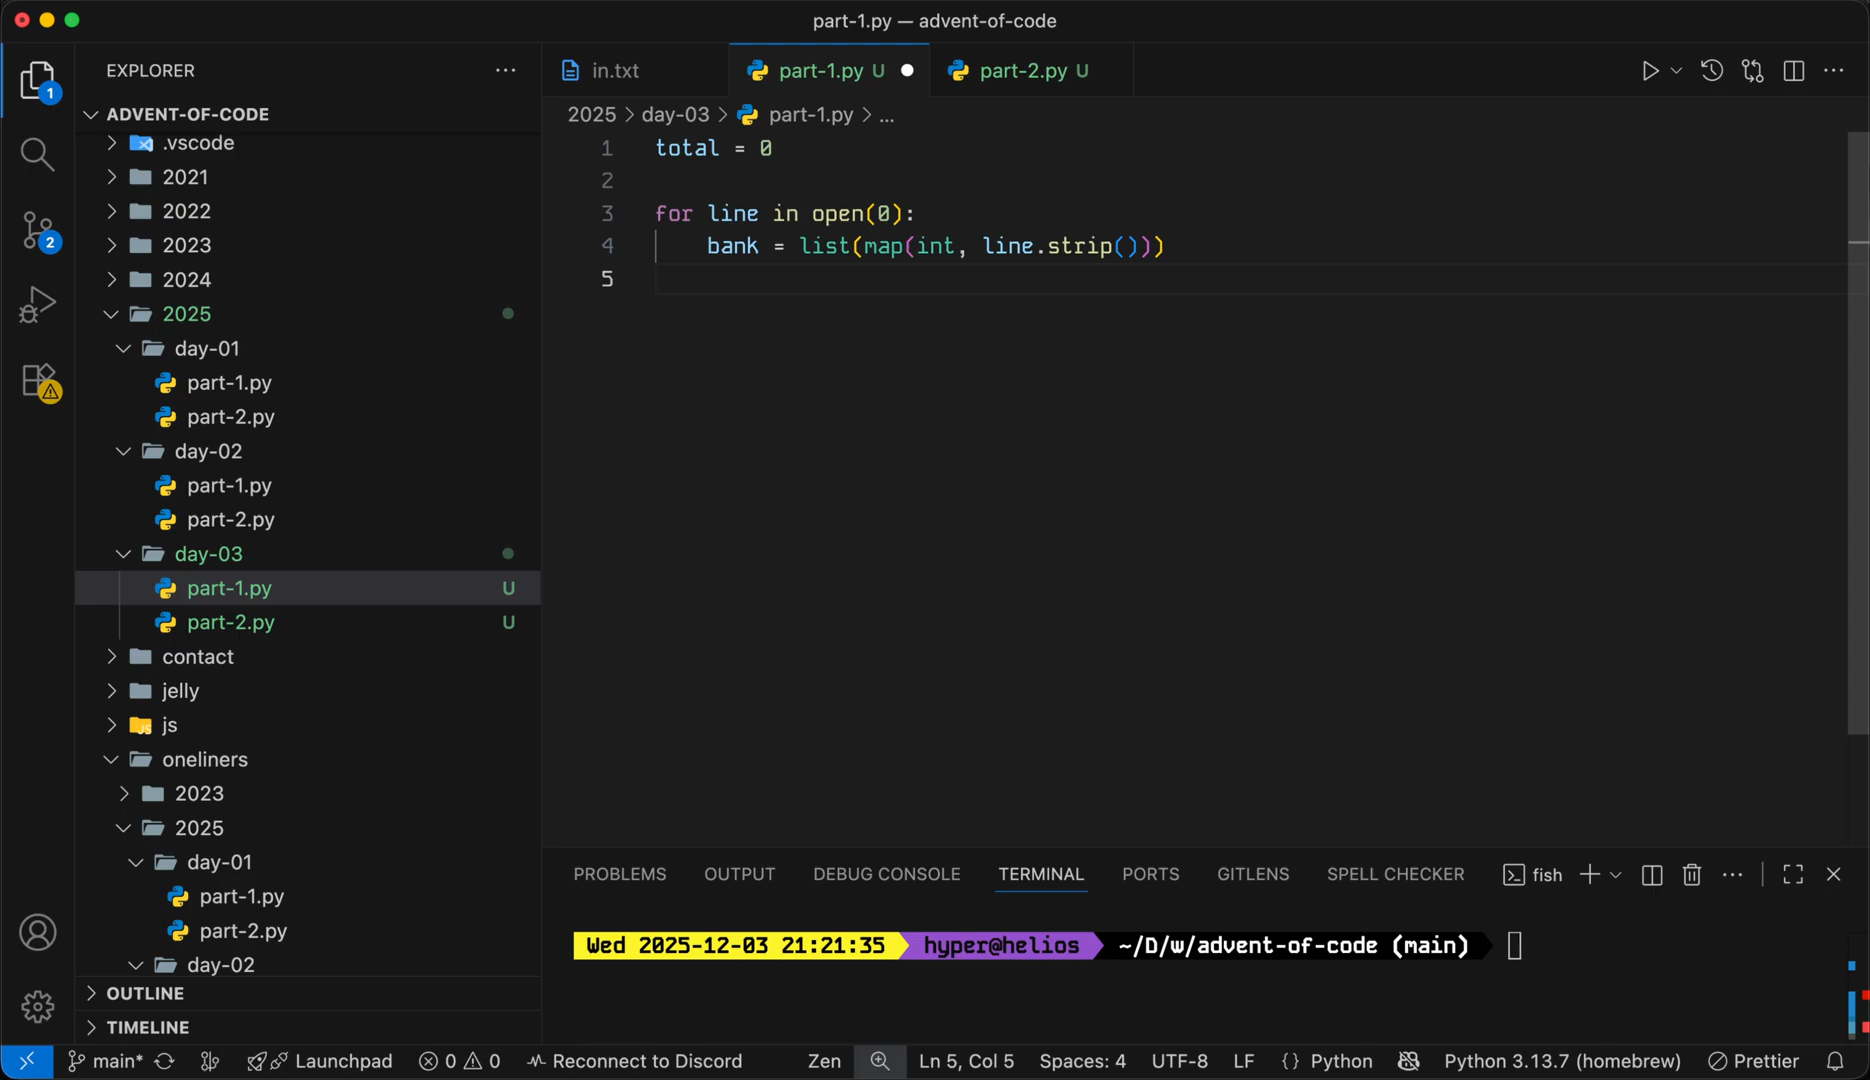 part-1.py — advent-of-code
EXPLORER
ADVENT-OF-CODE
.vscode
2021
2022
2023
2024
2025
day-01
part-1.py
part-2.py
day-02
part-1.py
part-2.py
day-03
part-1.py U
part-2.py U
contact
jelly
js
oneliners
2023
2025
day-01
part-1.py
part-2.py
day-02
OUTLINE
TIMELINE
1
2
in.txt part-1.py U part-2.py U
2025 > day-03 > part-1.py > ...
1 total = 0
2
3 for line in open(0):
4 bank = list(map(int, line.strip()))
5
PROBLEMS OUTPUT DEBUG CONSOLE TERMINAL PORTS GITLENS SPELL CHECKER fish
Wed 2025-12-03 21:21:35 hyper@helios ~/D/w/advent-of-code (main)
main* Launchpad 0 0 Reconnect to Discord Zen Ln 5, Col 5 Spaces: 4 UTF-8 LF {} Python Python 3.13.7 (homebrew) Prettier